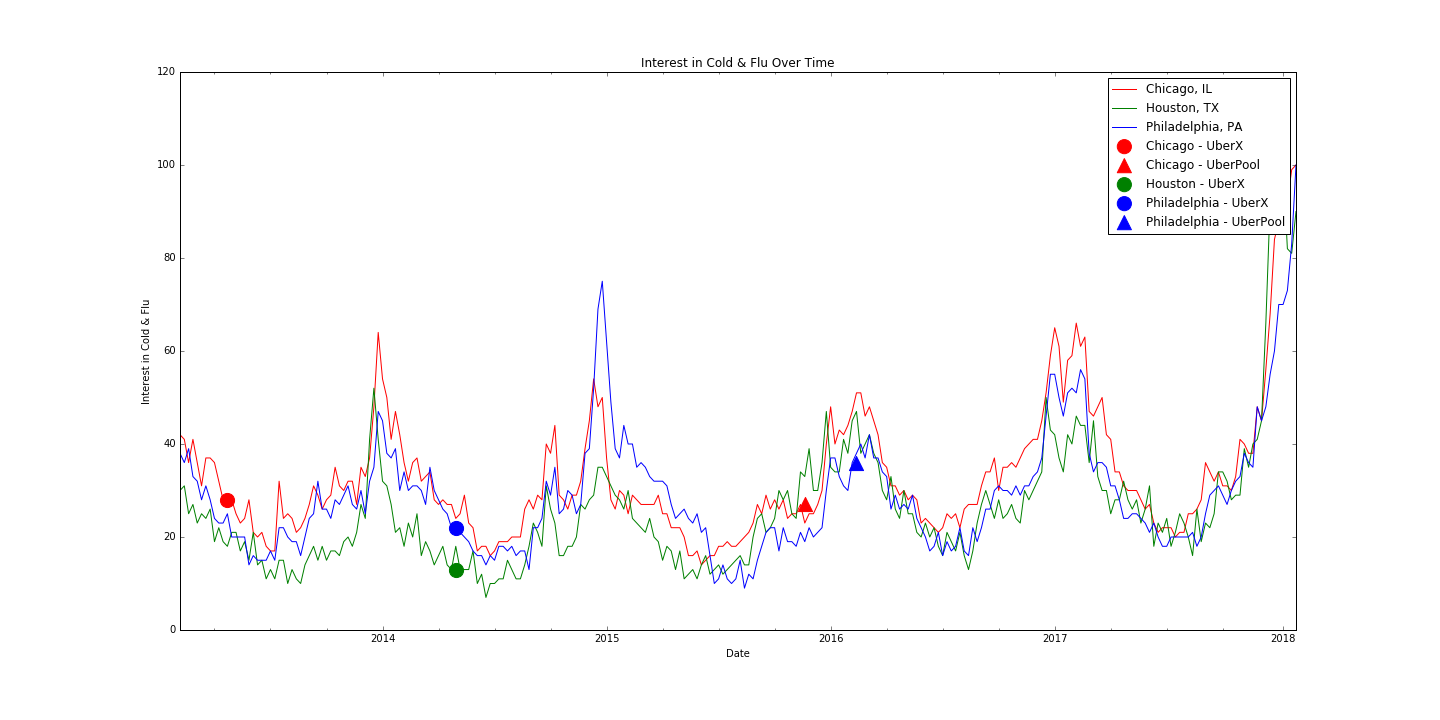 Interest in Cold & Flu Over Time
120
100
80
60
40
20
0
Interest in Cold & Flu
Chicago, IL
Houston, TX
Philadelphia, PA
Chicago - UberX
Chicago - UberPool
Houston - UberX
Philadelphia - UberX
Philadelphia - UberPool
2014 2015 2016 2017 2018
Date